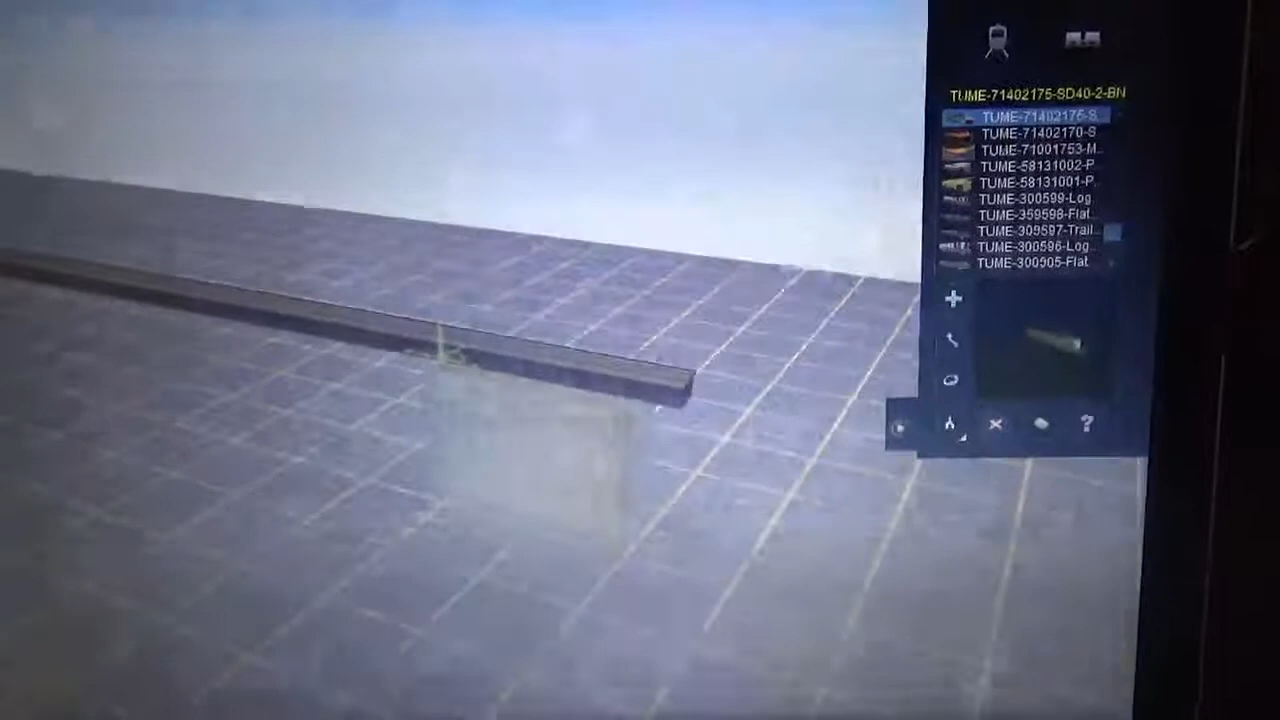 TUME-71402175-SD40-2-BN
TUME-71402175-S.
TUME-71402170-S
TUME-71001753-M..
TUME-58131002-P.
TUME-58131001-P.
TUME-300599-Log
TUME-359598-Flat..
TUME-309597-Trail..
TUME-300596-Log..
TUME-300905-Flat
?